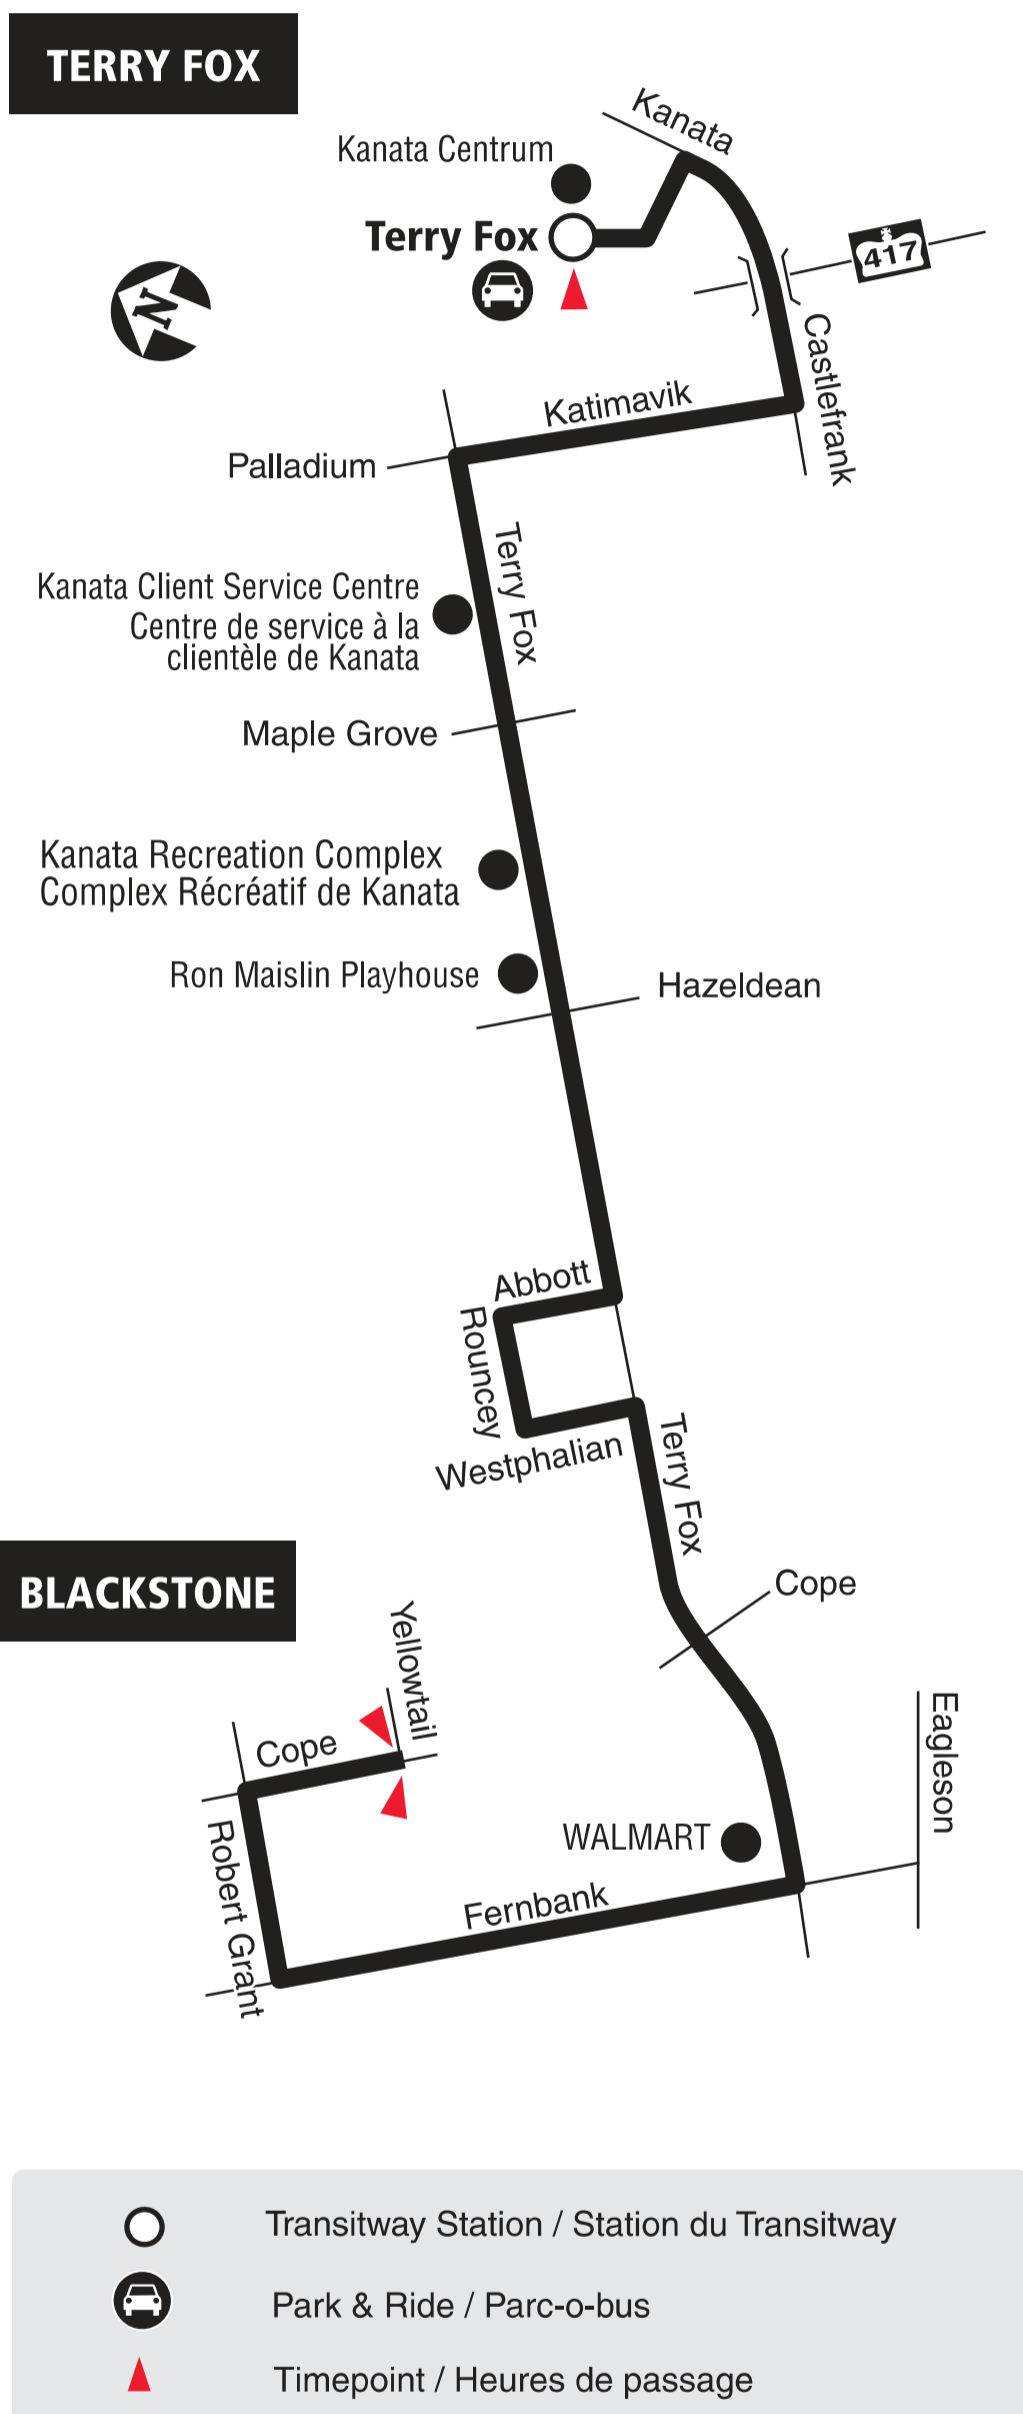 TERRY FOX
Kanata
Kanata Centrum
Terry Fox
417
N
Castlefrank
Katimavik
Palladium
Terry Fox
Kanata Client Service Centre
Centre de service à la
clientèle de Kanata
Maple Grove
Kanata Recreation Complex
Complex Récréatif de Kanata
Ron Maislin Playhouse
Hazeldean
Abbott
Rouncey
Westphalian
Terry Fox
BLACKSTONE
Cope
Yellowtail
Eagleson
Cope
WALMART
Robert Grant
Fernbank
Transitway Station / Station du Transitway
Park & Ride / Parc-o-bus
Timepoint / Heures de passage